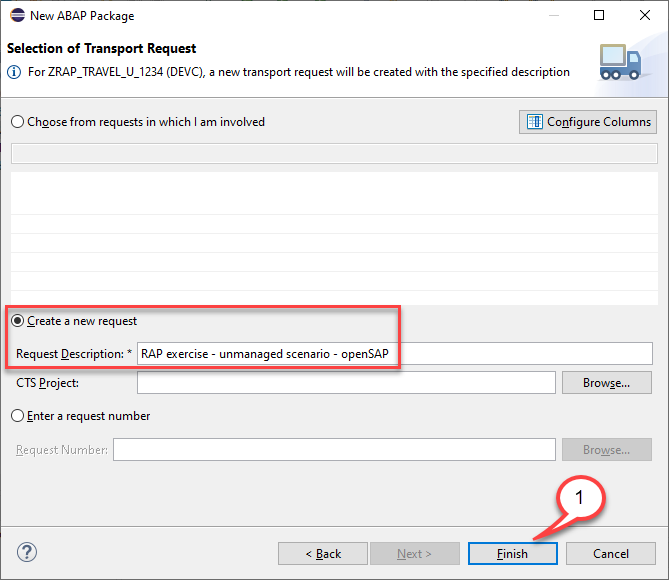 New ABAP Package
Selection of Transport Request
For ZRAP_TRAVEL_U_1234 (DEVC), a new transport request will be created with the specified description
Choose from requests in which I am involved
Configure Columns
Create a new request
Request Description: * RAP exercise - unmanaged scenario - openSAP
CTS Project:
Browse...
Enter a request number
Request Number:
Browse...
1
?
< Back
Next >
Finish
Cancel